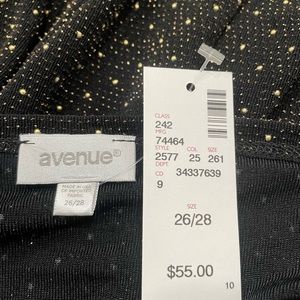 avenue®
MADE IN USA
OF IMPORTED
FABRIC
26/28
CLASS
242
MFG
74464
STYLE COL SIZE
2577 25 261
DEPT
CD 34337639
9
SIZE
26/28
$55.00
10